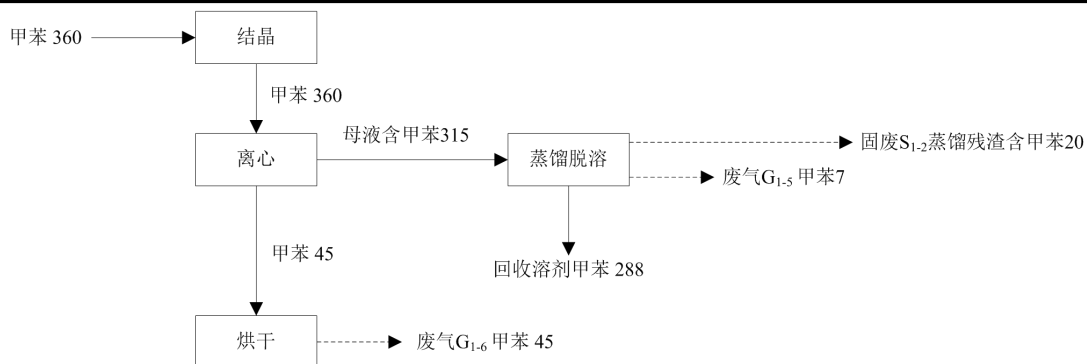 甲苯 360
结晶
甲苯 360
母液含甲苯315
离心
蒸馏脱溶
固废S1-2蒸馏残渣含甲苯20
废气G1-5 甲苯7
甲苯 45
回收溶剂甲苯 288
烘干
废气G1-6 甲苯 45